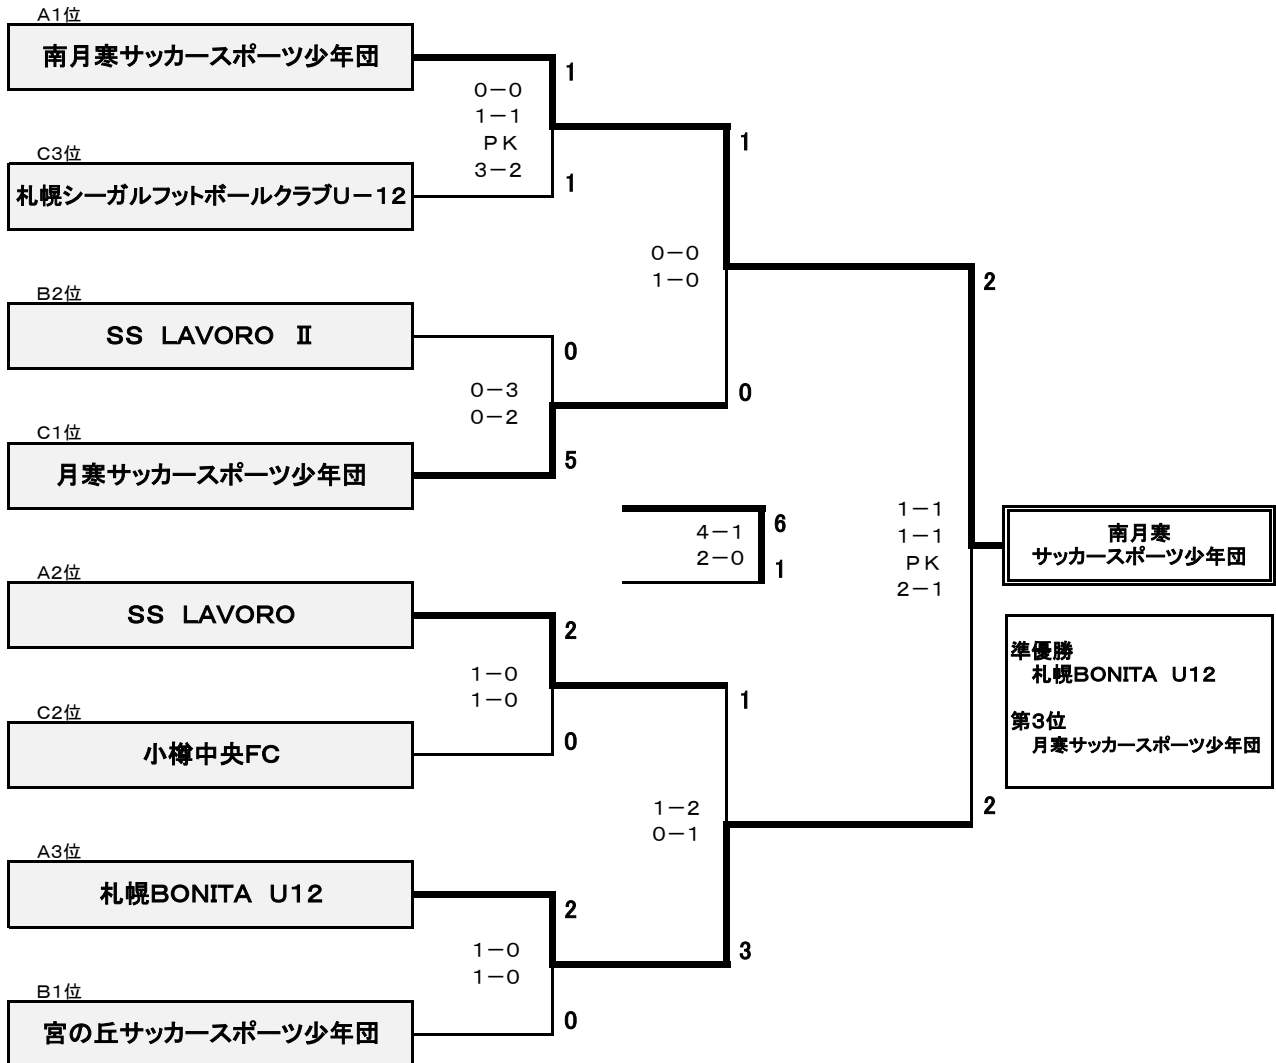 A1位
南月寒サッカースポーツ少年団
1
0－0
1－1
PK
3－2
1
C3位
札幌シーガルフットボールクラブU－12
1
0－0
1－0
B2位
SS　LAVORO　Ⅱ
0
2
0－3
0－2
0
C1位
月寒サッカースポーツ少年団
5
6
4－1
2－0
1
1－1
1－1
PK
2－1
南月寒
サッカースポーツ少年団
A2位
SS　LAVORO
2
1－0
1－0
1
C2位
小樽中央FC
0
準優勝
札幌BONITA　U12
第3位
月寒サッカースポーツ少年団
1－2
0－1
2
A3位
札幌BONITA　U12
2
1－0
1－0
3
B1位
宮の丘サッカースポーツ少年団
0